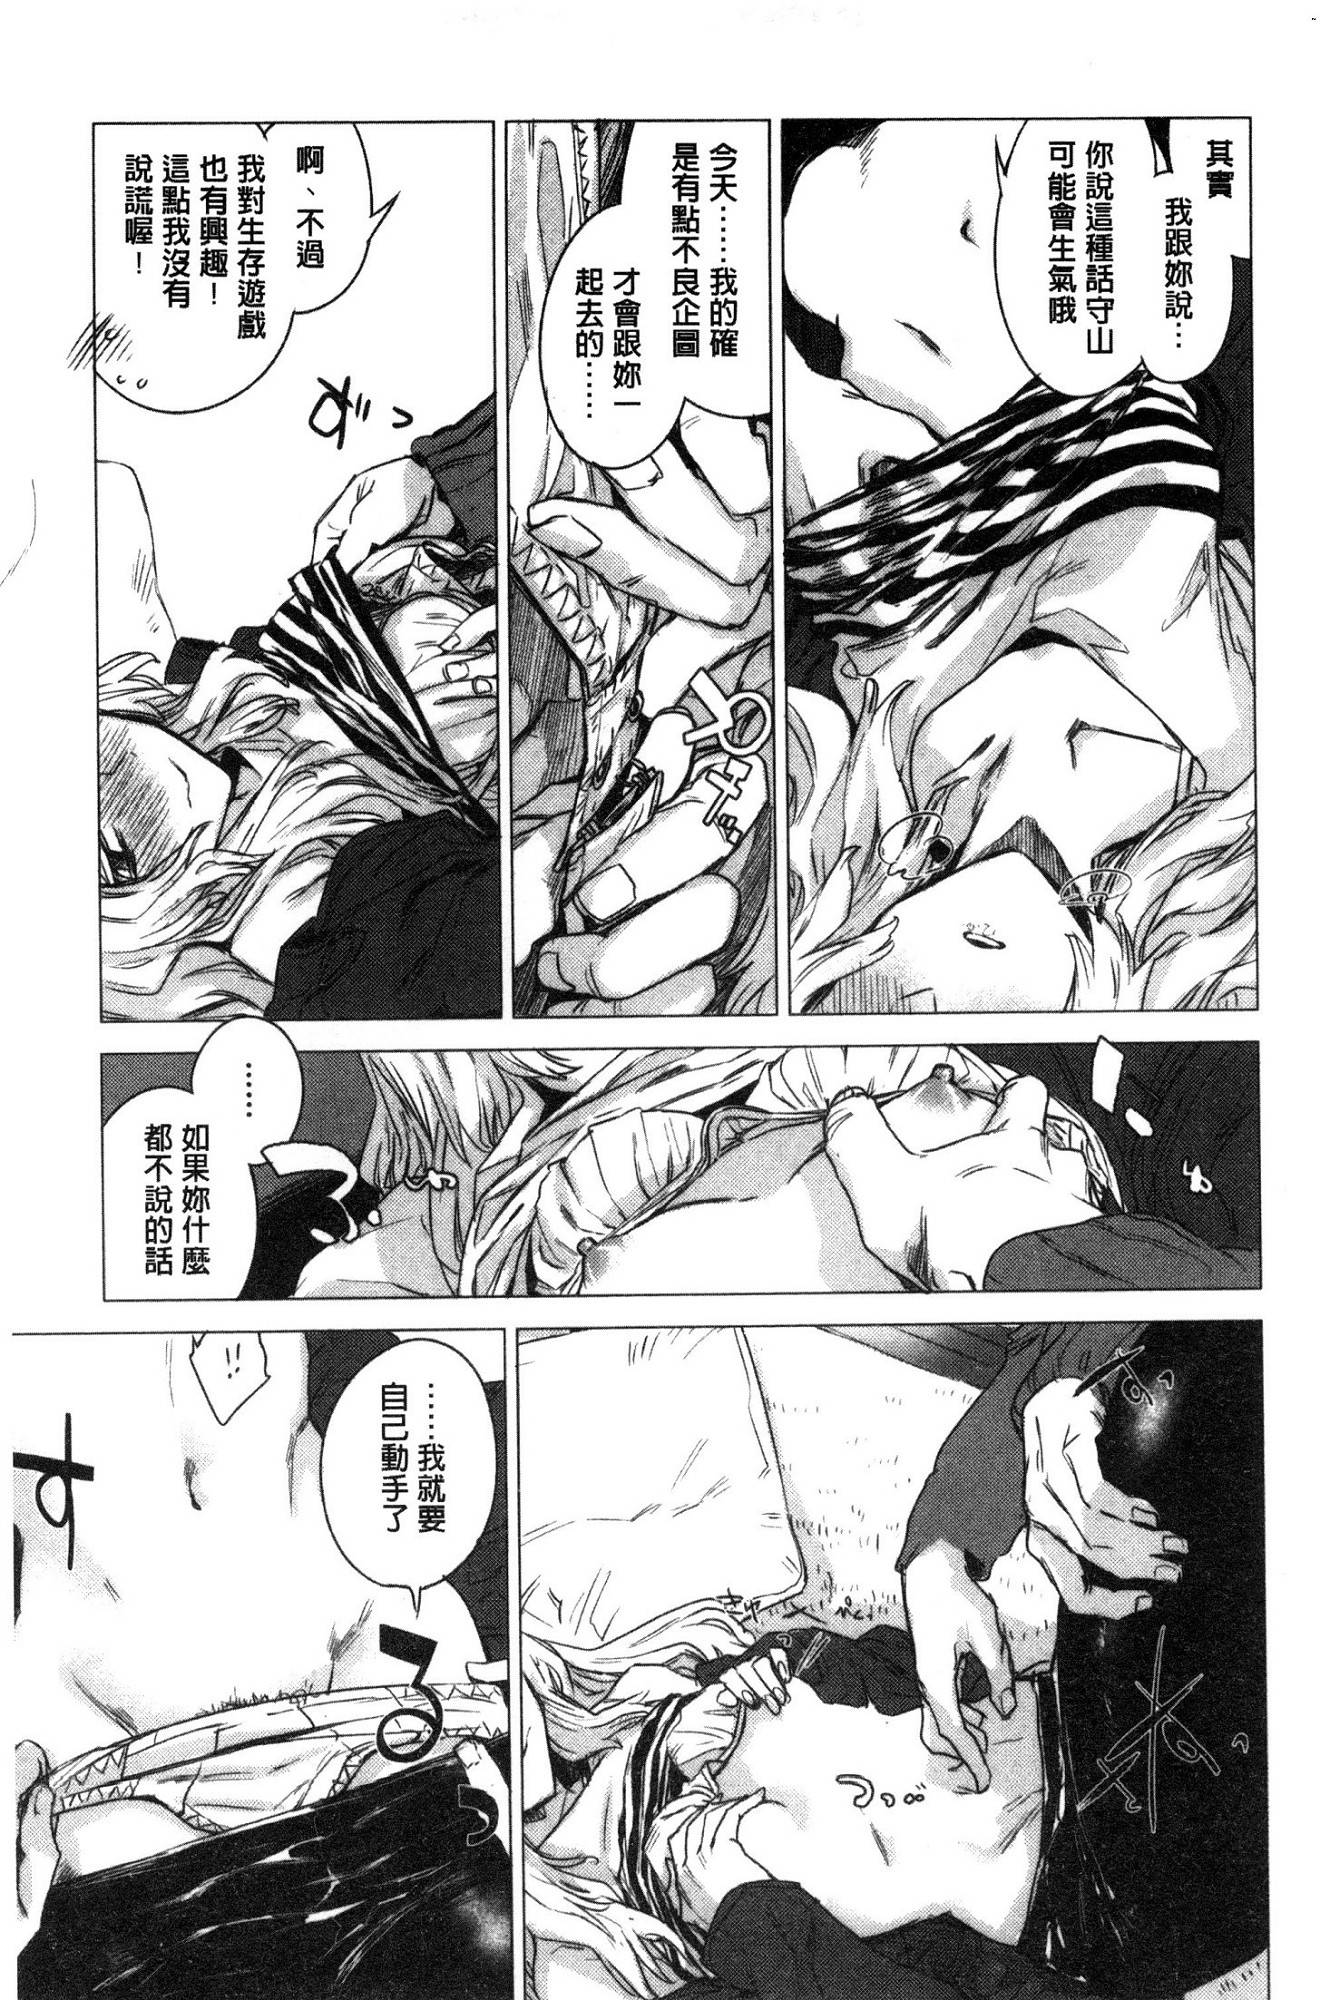 其實
我跟妳說…
你說這種話守山
可能會生氣哦
今天……我的確
是有點不良企圖
才會跟妳一
起去的……
啊、不過
我對生存遊戲
也有興趣！
這點我沒有
說謊喔！
……
如果妳什麼
都不說的話
……我就要
自己動手了
!!
する